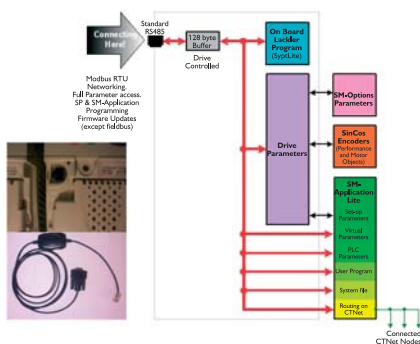 Connecting
Here!
Standard
RS485
128 byte
Buffer
Drive
Controlled
On Board
Ladder
Program
(SyptLite)
Modbus RTU
Networking.
Full Parameter access.
SP & SM-Application
Programming
Firmware Updates
(except fieldbus)
Drive
Parameters
SM-Options
Parameters
SinCos
Encoders
(Performance
and Motor
Objects)
SM-
Application
Lite
Set-up
Parameters
Virtual
Parameters
PLC
Parameters
User Program
System file
Routing on
CTNet
Connected
CTNet Nodes